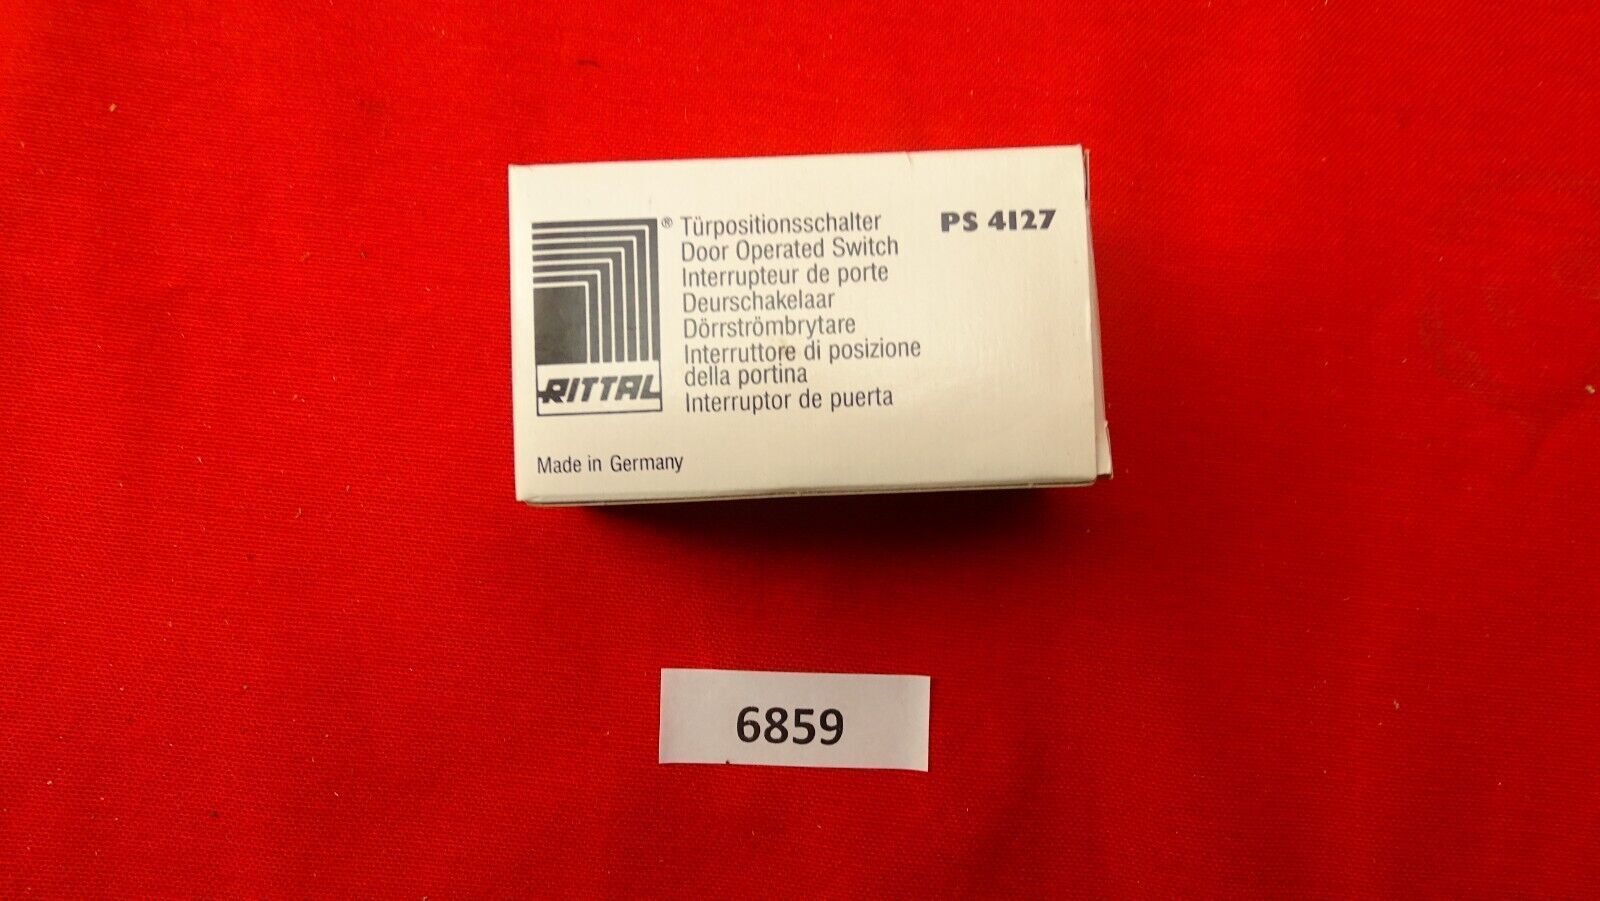 ® Türpositionsschalter PS 4127
Door Operated Switch
Interrupteur de porte
Deurschakelaar
Dörrströmbrytare
Interruttore di posizione
della portina
Interruptor de puerta
RITTAL
Made in Germany
6859